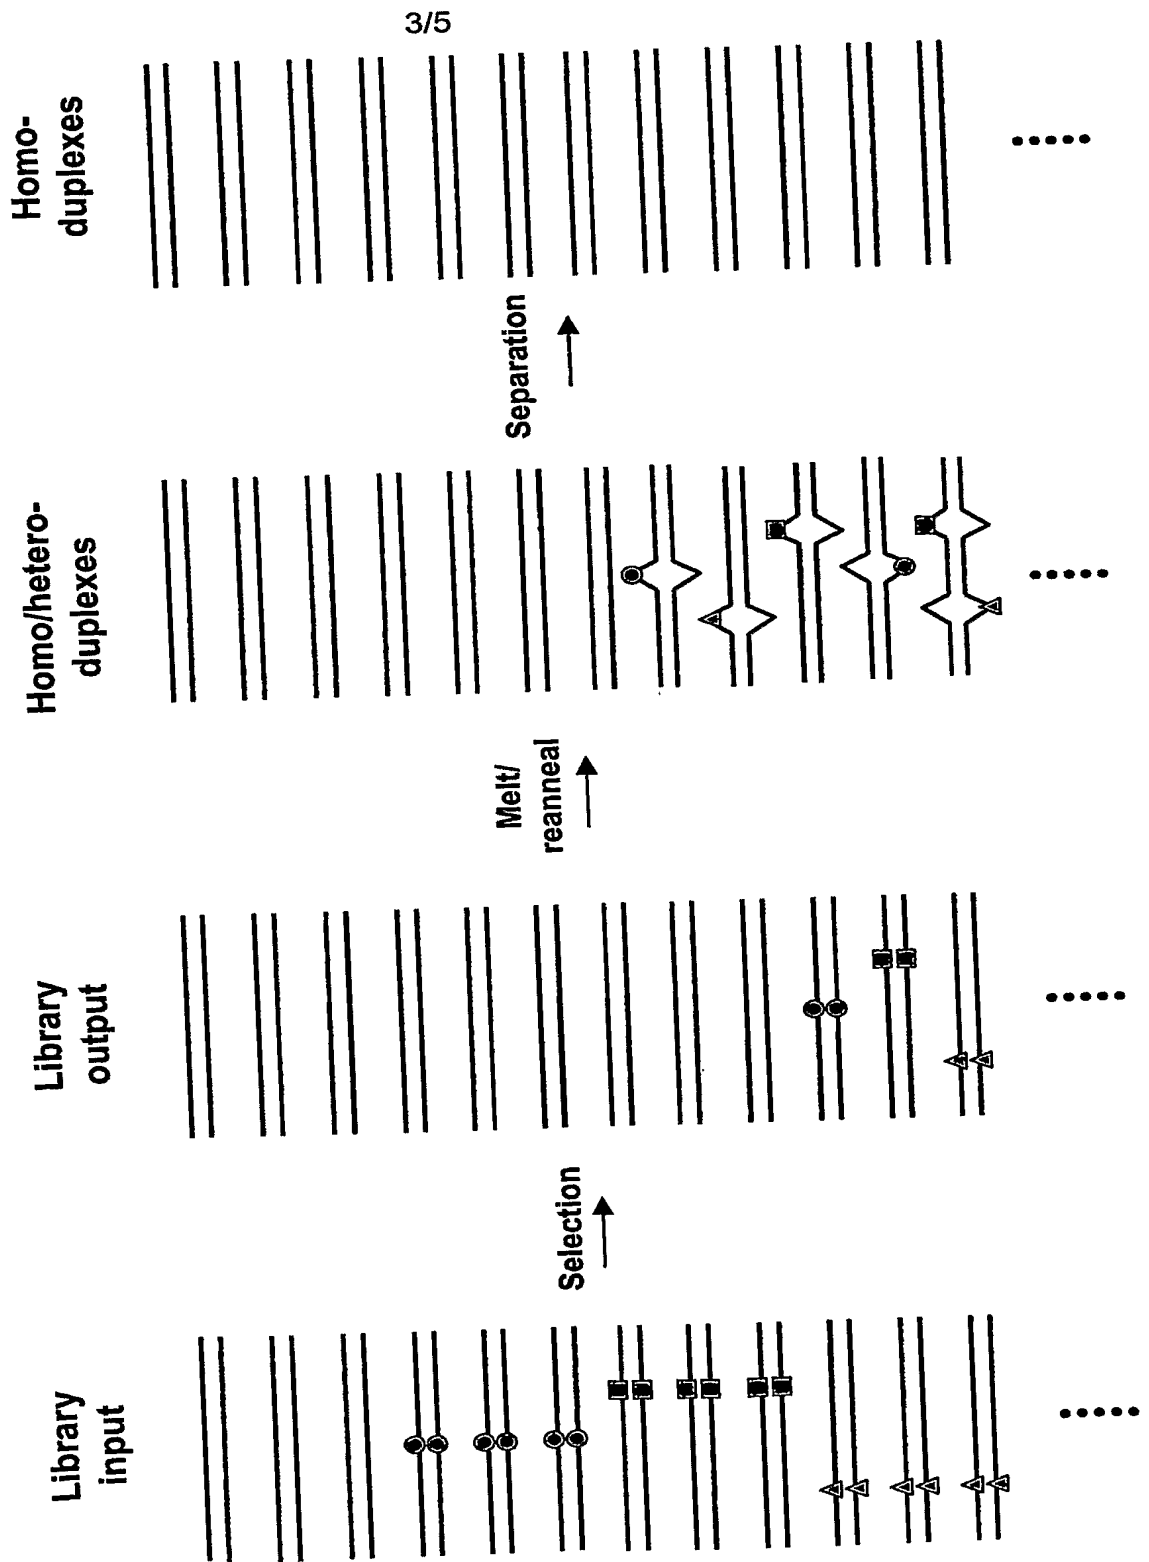 3/5
Homo-
duplexes
Separation
Homo/hetero-
duplexes
Melt/
reanneal
Library
output
Selection
Library
input